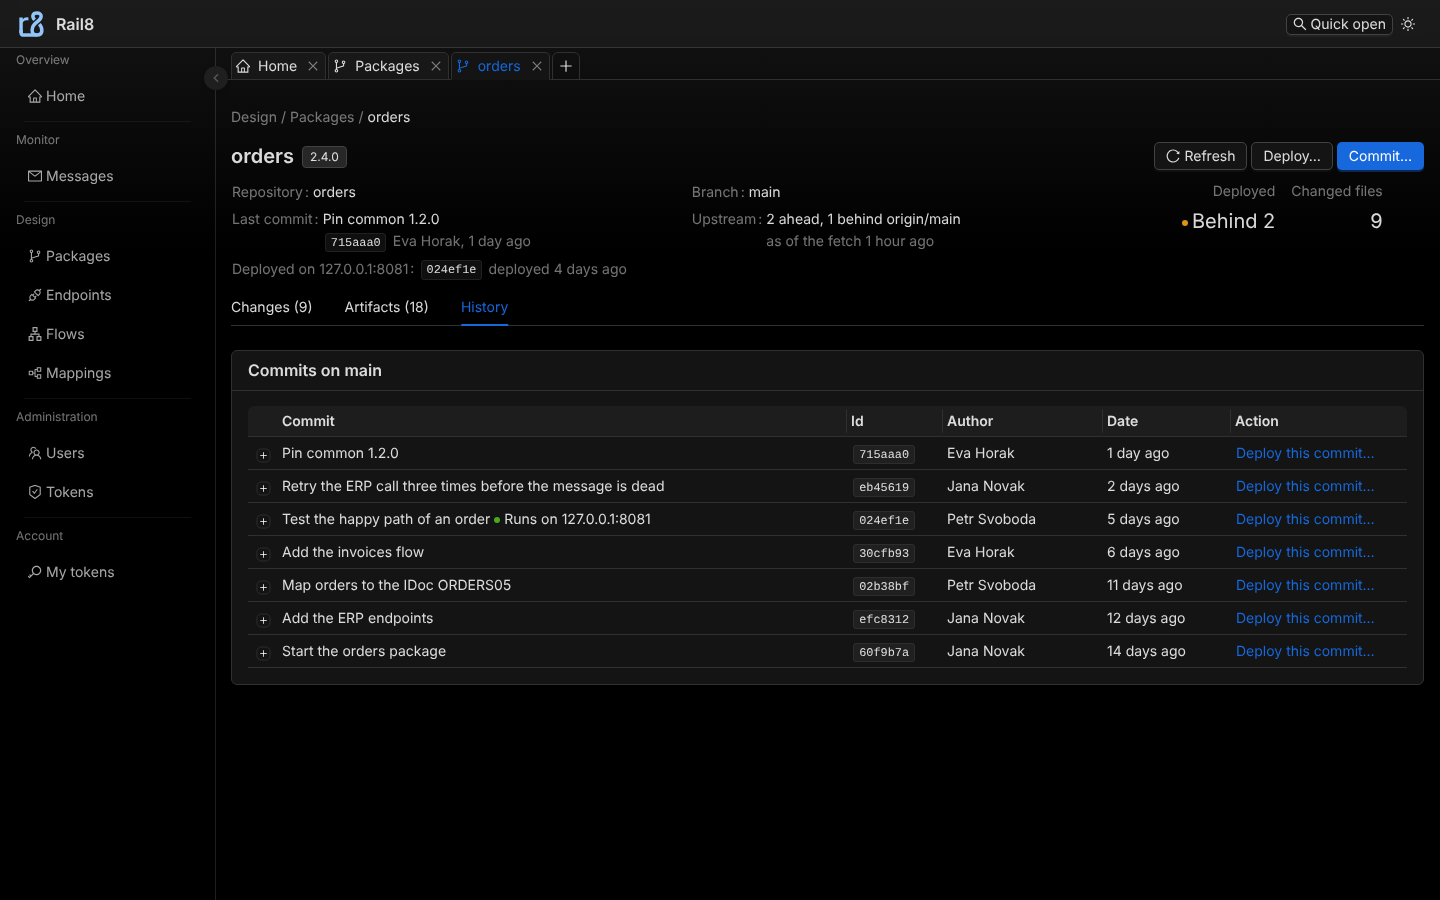 Rail8
Quick open
Overview
Home
Monitor
Messages
Design
Packages
Endpoints
Flows
Mappings
Administration
Users
Tokens
Account
My tokens
Home
Packages
orders
Design / Packages / orders
orders 2.4.0
Refresh
Deploy...
Commit...
Repository: orders
Branch: main
Deployed
Changed files
Last commit: Pin common 1.2.0
715aaa0 Eva Horak, 1 day ago
Upstream: 2 ahead, 1 behind origin/main
as of the fetch 1 hour ago
Behind 2
9
Deployed on 127.0.0.1:8081: 024ef1e deployed 4 days ago
Changes (9)
Artifacts (18)
History
Commits on main
Commit Id Author Date Action
Pin common 1.2.0 715aaa0 Eva Horak 1 day ago Deploy this commit...
Retry the ERP call three times before the message is dead eb45619 Jana Novak 2 days ago Deploy this commit...
Test the happy path of an order Runs on 127.0.0.1:8081 024ef1e Petr Svoboda 5 days ago Deploy this commit...
Add the invoices flow 30cfb93 Eva Horak 6 days ago Deploy this commit...
Map orders to the IDoc ORDERS05 02b38bf Petr Svoboda 11 days ago Deploy this commit...
Add the ERP endpoints efc8312 Jana Novak 12 days ago Deploy this commit...
Start the orders package 60f9b7a Jana Novak 14 days ago Deploy this commit...